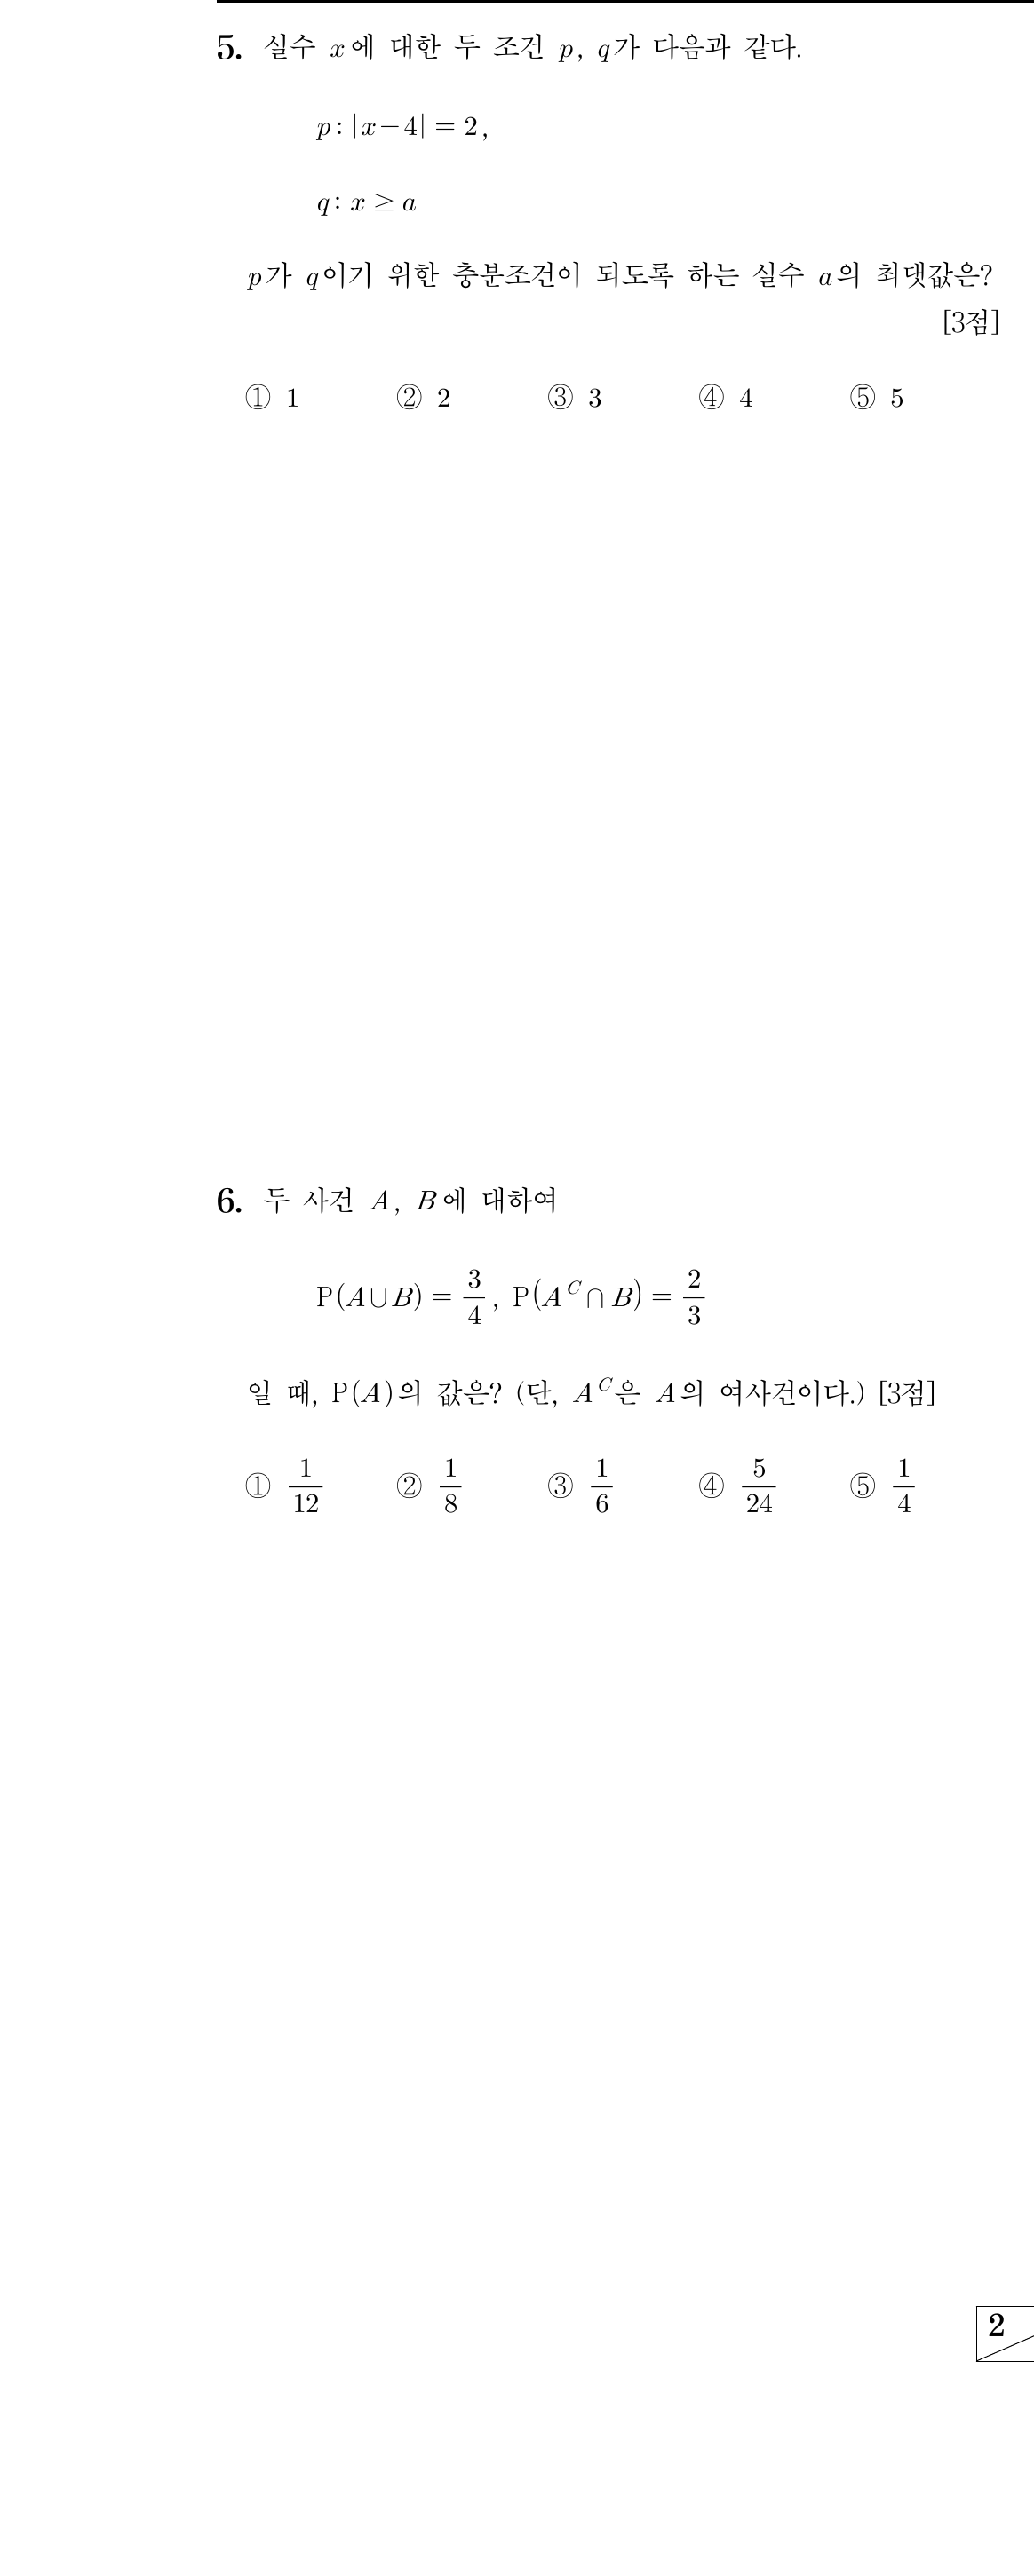 5. 실수 x에 대한 두 조건 p, q가 다음과 같다.
p: |x-4| = 2,
q: x ≥ a
p가 q이기 위한 충분조건이 되도록 하는 실수 a의 최댓값은?
[3점]
① 1 ② 2 ③ 3 ④ 4 ⑤ 5
6. 두 사건 A, B에 대하여
P(A∪B) = 3/4, P(A^C∩B) = 2/3
일 때, P(A)의 값은? (단, A^C은 A의 여사건이다.) [3점]
① 1/12 ② 1/8 ③ 1/6 ④ 5/24 ⑤ 1/4
2